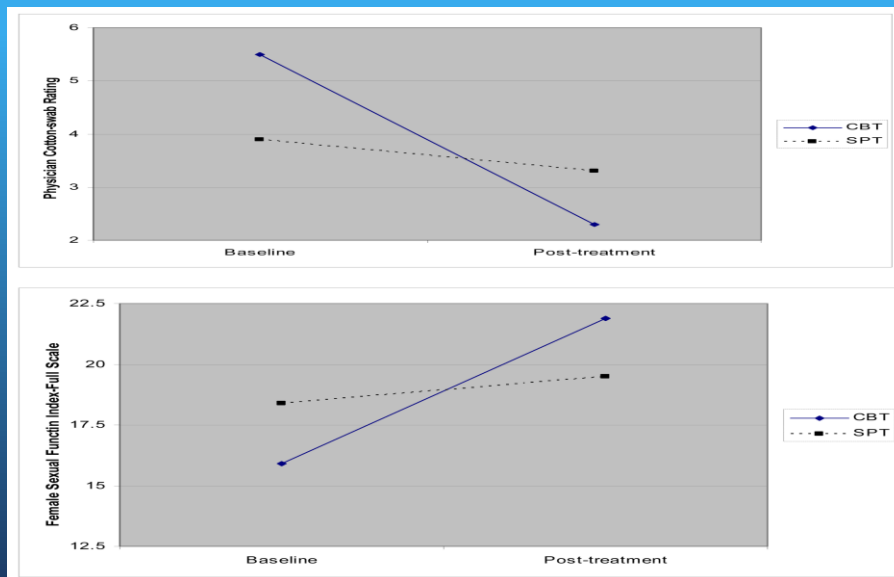 6
5
4
3
2
Physician Cotton-swab Rating
Baseline
Post-treatment
CBT
SPT
22.5
20
17.5
15
12.5
Female Sexual Functin Index-Full Scale
Baseline
Post-treatment
CBT
SPT